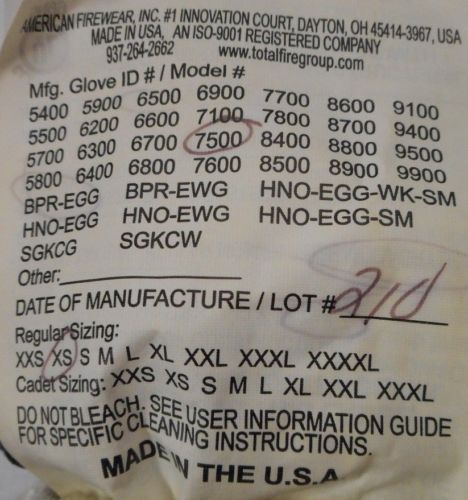 AMERICAN FIREWEAR, INC. #1 INNOVATION COURT, DAYTON, OH 45414-3967, USA
MADE IN USA, AN ISO-9001 REGISTERED COMPANY
937-264-2662 www.totalfiregroup.com
Mfg. Glove ID # / Model #
5400 5900 6500 6900 7700 8600 9100
5500 6200 6600 7100 7800 8700 9400
5700 6300 6700 7500 8400 8800 9500
5800 6400 6800 7600 8500 8900 9900
BPR-EGG BPR-EWG HNO-EGG-WK-SM
HNO-EGG HNO-EWG HNO-EGG-SM
SGKCG SGKCW
Other:
DATE OF MANUFACTURE / LOT #
Regular Sizing:
XXS XS S M L XL XXL XXXL XXXXL
Cadet Sizing: XXS XS S M L XL XXL XXXL
DO NOT BLEACH. SEE USER INFORMATION GUIDE
FOR SPECIFIC CLEANING INSTRUCTIONS.
MADE IN THE U.S.A